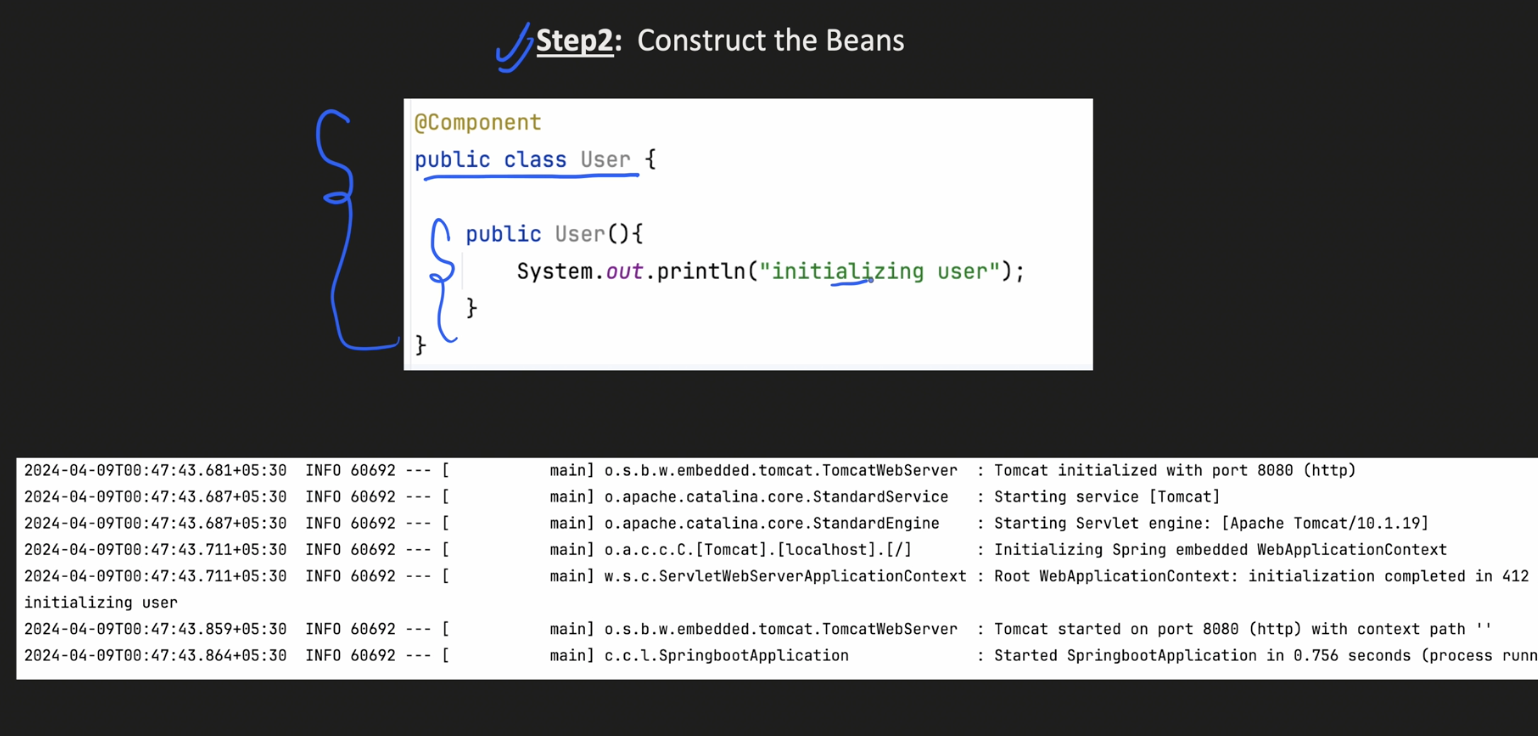 Step2: Construct the Beans
@Component
public class User {
public User(){
System.out.println("initializing user");
}
}
2024-04-09T00:47:43.681+05:30  INFO 60692 --- [           main] o.s.b.w.embedded.tomcat.TomcatWebServer  : Tomcat initialized with port 8080 (http)
2024-04-09T00:47:43.687+05:30  INFO 60692 --- [           main] o.apache.catalina.core.StandardService   : Starting service [Tomcat]
2024-04-09T00:47:43.687+05:30  INFO 60692 --- [           main] o.apache.catalina.core.StandardEngine    : Starting Servlet engine: [Apache Tomcat/10.1.19]
2024-04-09T00:47:43.711+05:30  INFO 60692 --- [           main] o.a.c.c.C.[Tomcat].[localhost].[/]       : Initializing Spring embedded WebApplicationContext
2024-04-09T00:47:43.711+05:30  INFO 60692 --- [           main] w.s.c.ServletWebServerApplicationContext : Root WebApplicationContext: initialization completed in 412
initializing user
2024-04-09T00:47:43.859+05:30  INFO 60692 --- [           main] o.s.b.w.embedded.tomcat.TomcatWebServer  : Tomcat started on port 8080 (http) with context path ''
2024-04-09T00:47:43.864+05:30  INFO 60692 --- [           main] c.c.l.SpringbootApplication              : Started SpringbootApplication in 0.756 seconds (process runn